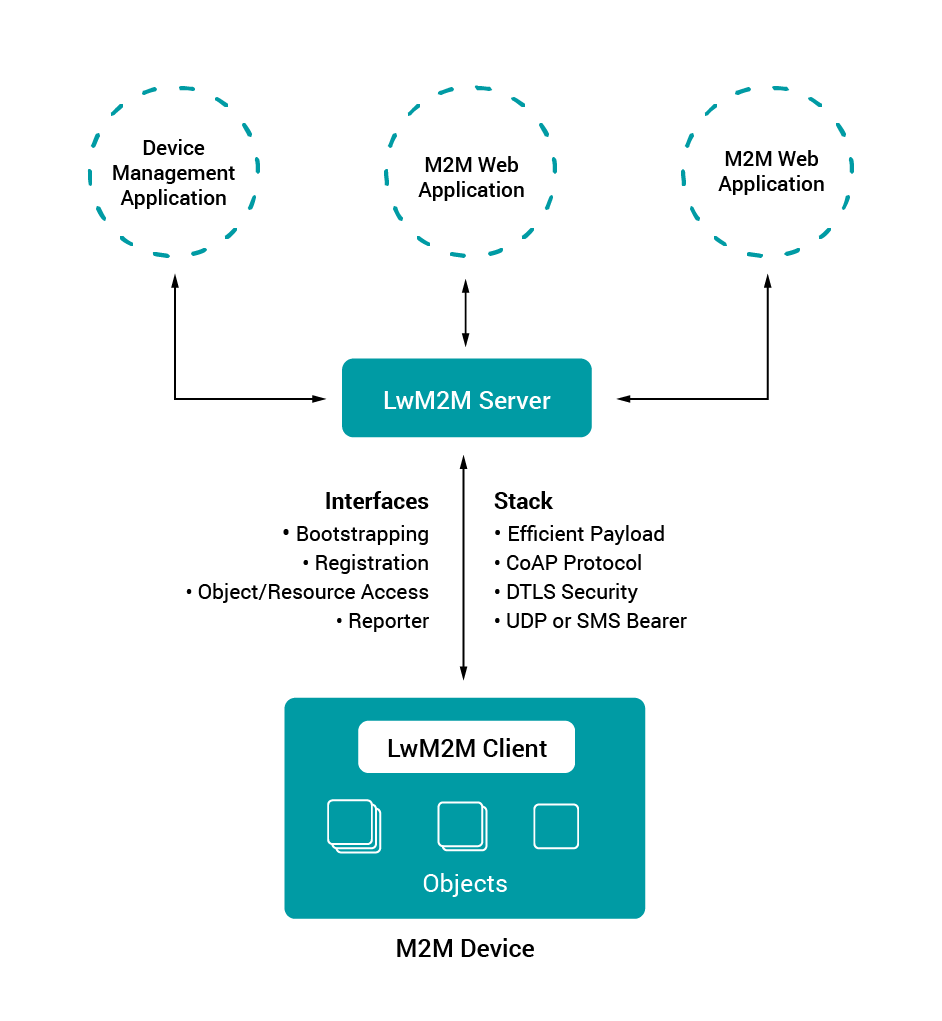 Device
Management
Application
M2M Web
Application
M2M Web
Application
LwM2M Server
Interfaces
• Bootstrapping
• Registration
• Object/Resource Access
• Reporter
Stack
• Efficient Payload
• CoAP Protocol
• DTLS Security
• UDP or SMS Bearer
LwM2M Client
Objects
M2M Device